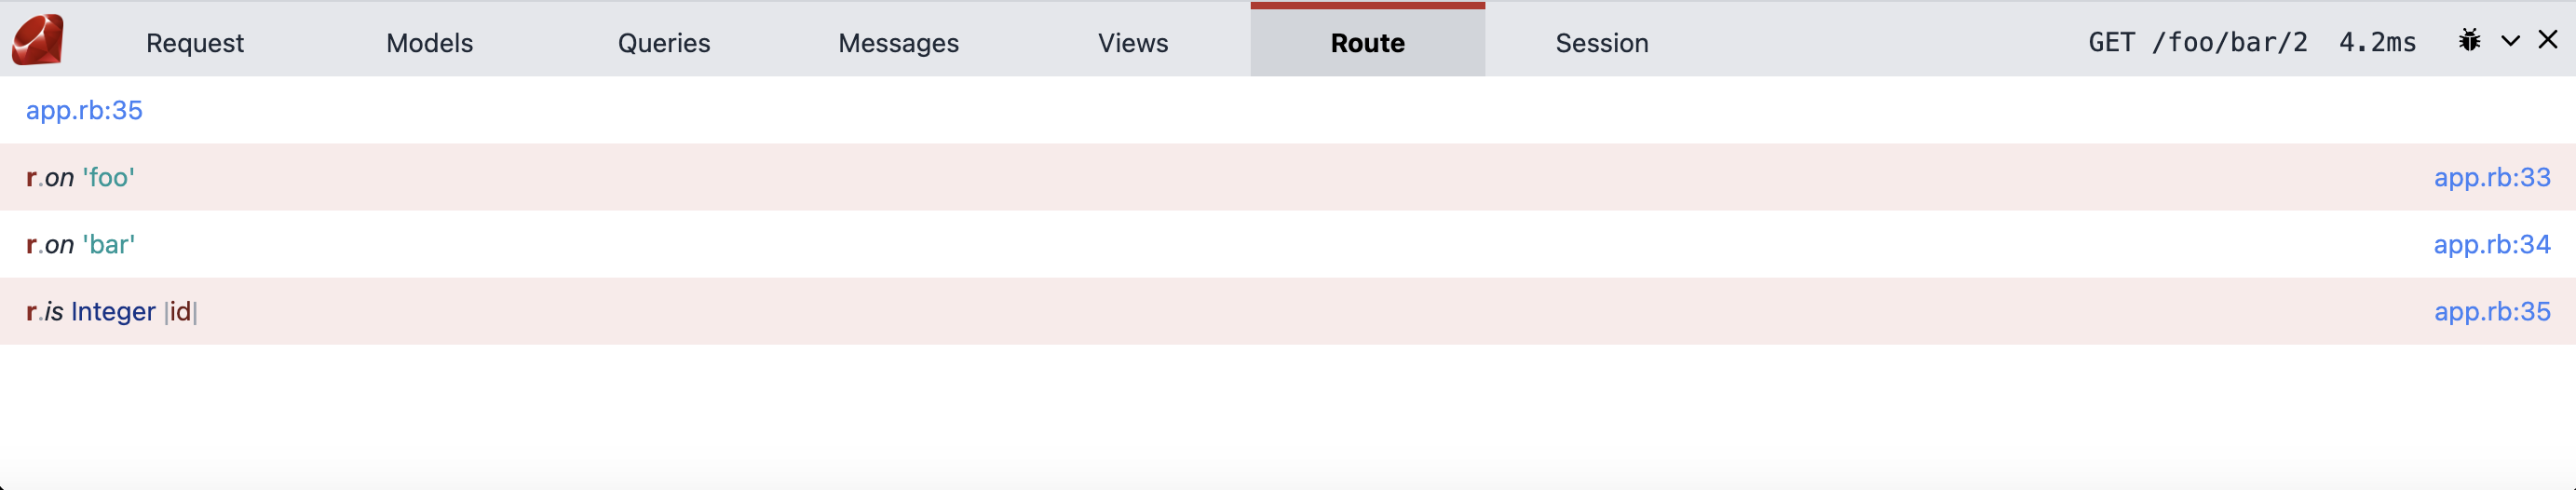 Request Models Queries Messages Views Route Session GET /foo/bar/2 4.2ms
app.rb:35
r.on 'foo' app.rb:33
r.on 'bar' app.rb:34
r.is Integer |id| app.rb:35